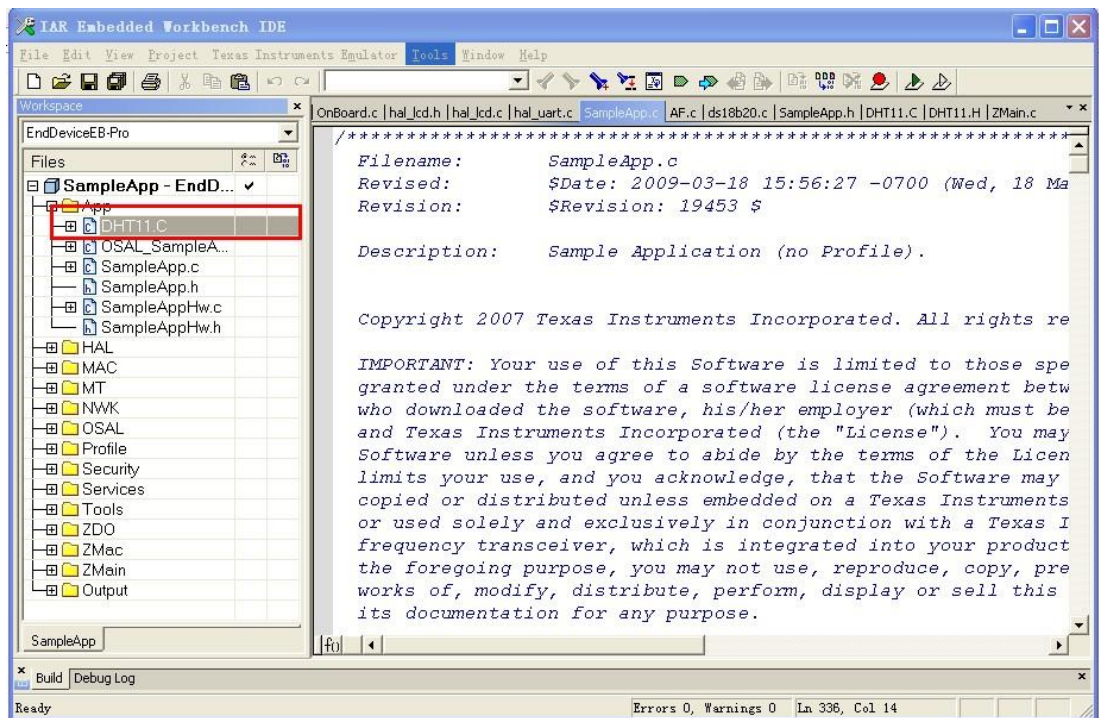 IAR Embedded Workbench IDE
File Edit View Project Texas Instruments Emulator Tools Window Help
Workspace
OnBoard.c | hal_lcd.h | hal_lcd.c | hal_uart.c | SampleApp.c | AF.c | ds18b20.c | SampleApp.h | DHT11.C | DHT11.H | ZMain.c
EndDeviceEB-Pro
Files
SampleApp - EndD...
App
DHT11.C
OSAL_SampleA...
SampleApp.c
SampleApp.h
SampleAppHw.c
SampleAppHw.h
HAL
MAC
MT
NWK
OSAL
Profile
Security
Services
Tools
ZDO
ZMac
ZMain
Output
SampleApp
/**********************************************************************
Filename: SampleApp.c
Revised: $Date: 2009-03-18 15:56:27 -0700 (Wed, 18 Ma
Revision: $Revision: 19453 $
Description: Sample Application (no Profile).
Copyright 2007 Texas Instruments Incorporated. All rights re
IMPORTANT: Your use of this Software is limited to those spe
granted under the terms of a software license agreement betw
who downloaded the software, his/her employer (which must be
and Texas Instruments Incorporated (the "License"). You may
Software unless you agree to abide by the terms of the Licen
limits your use, and you acknowledge, that the Software may
copied or distributed unless embedded on a Texas Instruments
or used solely and exclusively in conjunction with a Texas I
frequency transceiver, which is integrated into your product
the foregoing purpose, you may not use, reproduce, copy, pre
works of, modify, distribute, perform, display or sell this
its documentation for any purpose.
f()
Build Debug Log
Ready
Errors 0, Warnings 0 Ln 336, Col 14